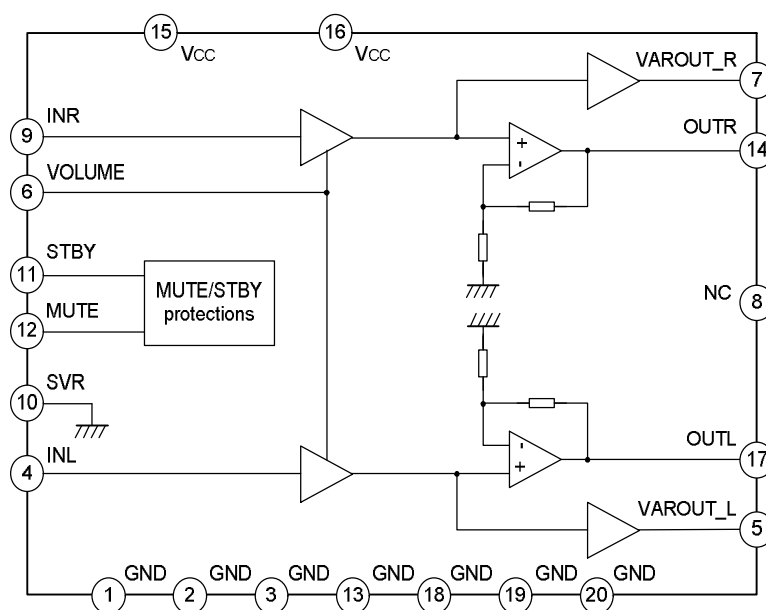 15
VCC
16
VCC
VAROUT_R
7
INR
9
+
-
OUTR
14
VOLUME
6
STBY
11
MUTE/STBY
protections
NC
8
MUTE
12
SVR
10
INL
4
-
+
OUTL
17
VAROUT_L
5
GND
1
GND
2
GND
3
GND
13
GND
18
GND
19
GND
20